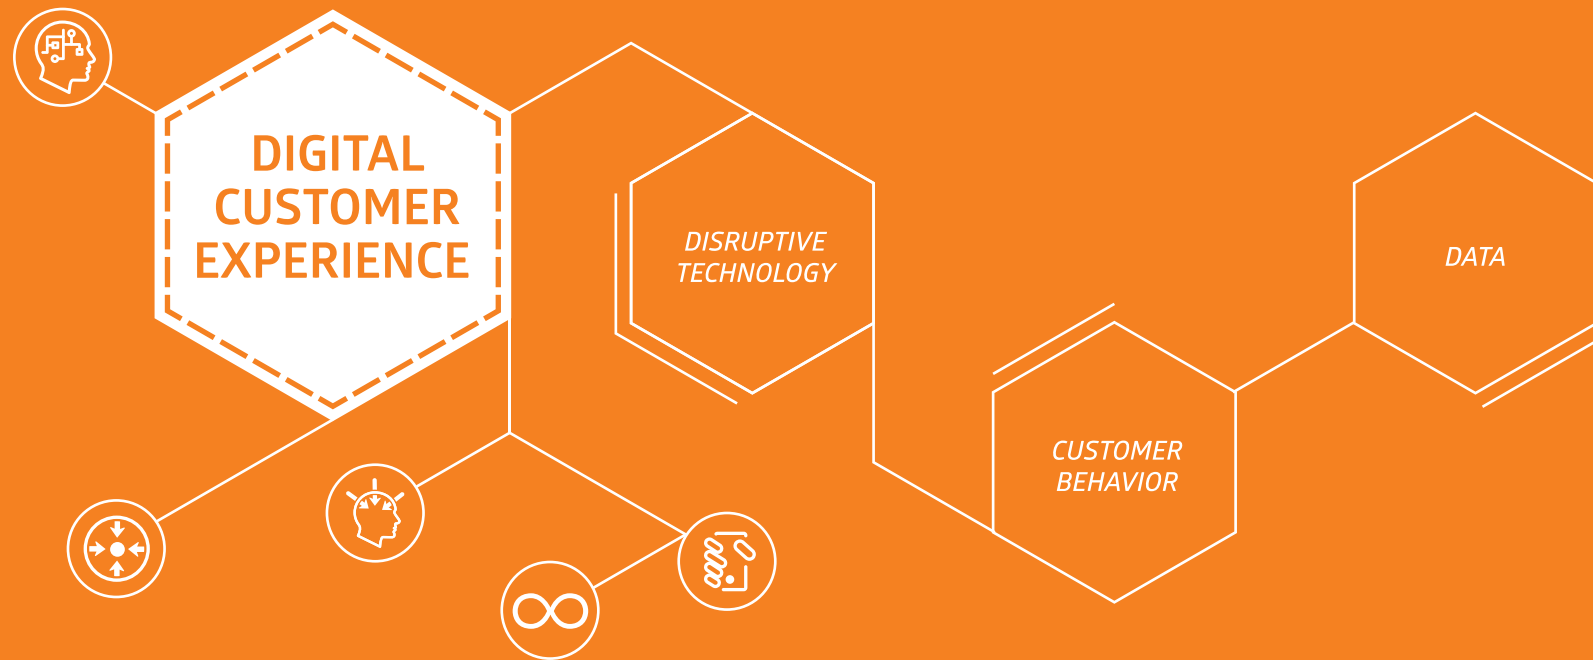 DIGITAL
CUSTOMER
EXPERIENCE
DISRUPTIVE
TECHNOLOGY
CUSTOMER
BEHAVIOR
DATA